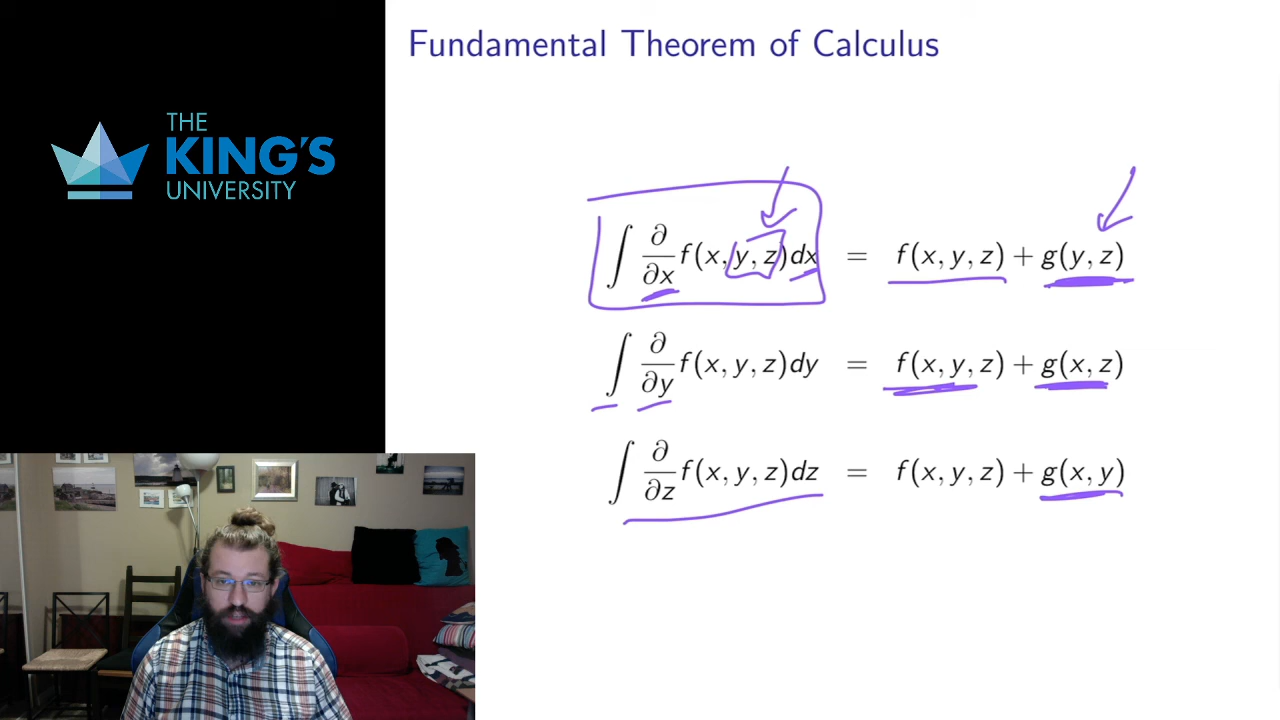 THE
KING'S
UNIVERSITY
Fundamental Theorem of Calculus
∫ ∂/∂x f(x, y, z)dx = f(x, y, z) + g(y, z)
∫ ∂/∂y f(x, y, z)dy = f(x, y, z) + g(x, z)
∫ ∂/∂z f(x, y, z)dz = f(x, y, z) + g(x, y)